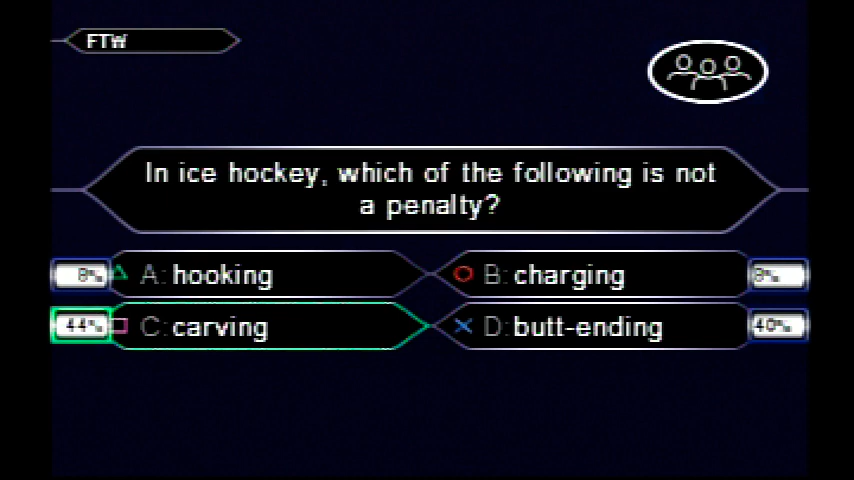 FTW
In ice hockey, which of the following is not
a penalty?
8% A: hooking
B: charging 8%
44% C: carving
D: butt-ending 40%